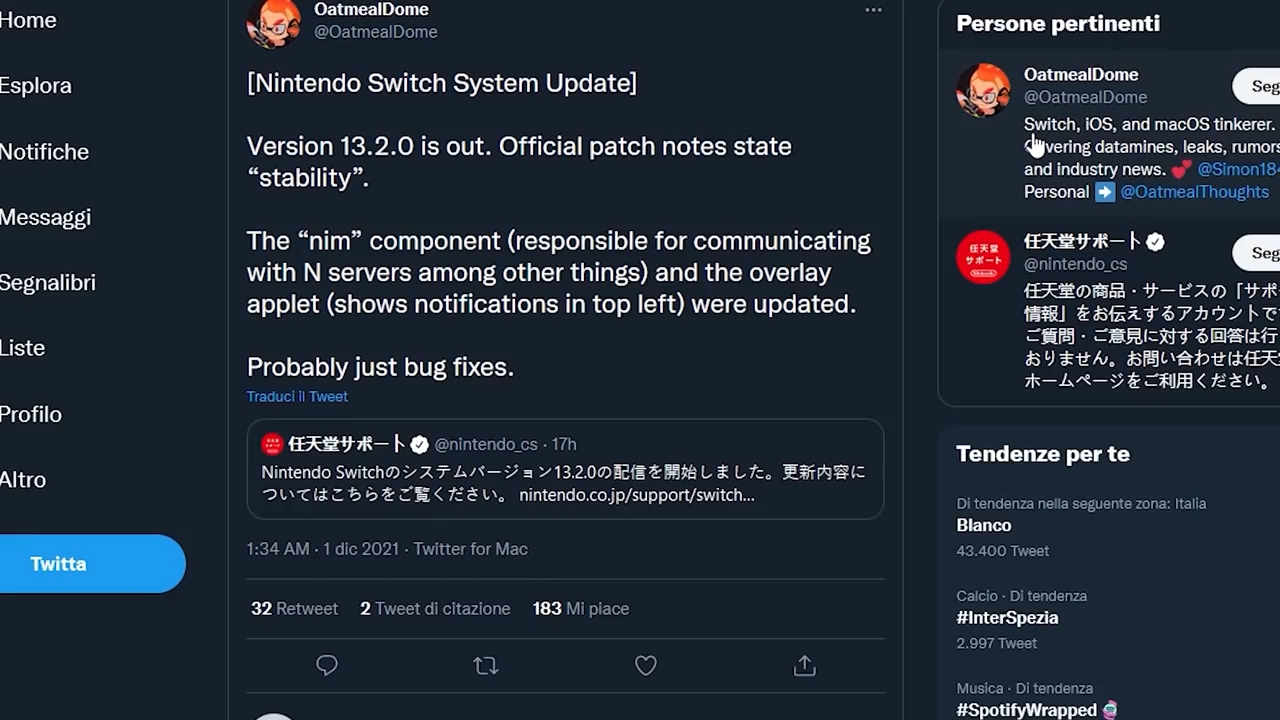 Home
Esplora
Notifiche
Messaggi
Segnalibri
Liste
Profilo
Altro
Twitta
OatmealDome
@OatmealDome
[Nintendo Switch System Update]
Version 13.2.0 is out. Official patch notes state
“stability”.
The “nim” component (responsible for communicating
with N servers among other things) and the overlay
applet (shows notifications in top left) were updated.
Probably just bug fixes.
Traduci il Tweet
任天堂サポート @nintendo_cs · 17h
Nintendo Switchのシステムバージョン13.2.0の配信を開始しました。更新内容に
ついてはこちらをご覧ください。 nintendo.co.jp/support/switch...
1:34 AM · 1 dic 2021 · Twitter for Mac
32 Retweet 2 Tweet di citazione 183 Mi piace
Persone pertinenti
OatmealDome
@OatmealDome
Seg
Switch, iOS, and macOS tinkerer.
datamines, leaks, rumors
and industry news. 💕 @Simon184
Personal ➡️ @OatmealThoughts
任天堂サポート
@nintendo_cs
Seg
任天堂サポート
任天堂の商品・サービスの「サポ
情報」をお伝えするアカウントで
ご質問・ご意見に対する回答は行
おりません。お問い合わせは任天
ホームページをご利用ください。
Tendenze per te
Di tendenza nella seguente zona: Italia
Blanco
43.400 Tweet
Calcio · Di tendenza
#InterSpezia
2.997 Tweet
Musica · Di tendenza
#SpotifyWrapped